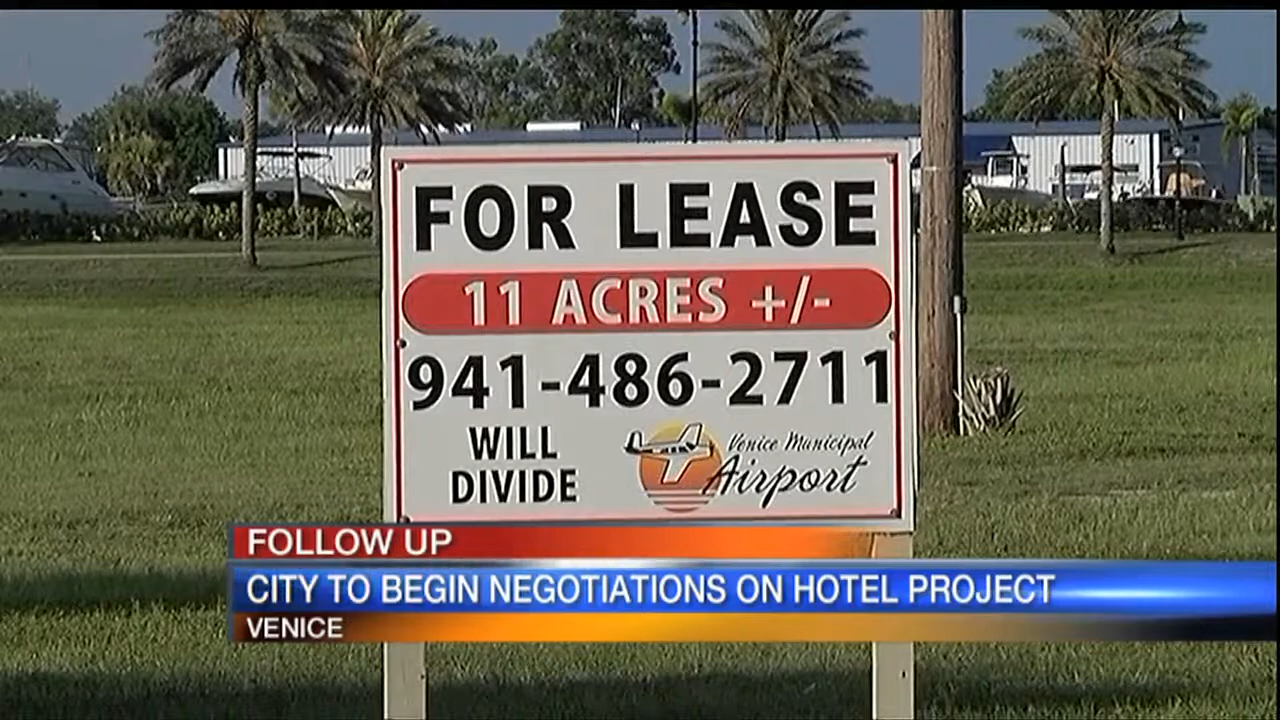 FOR LEASE
11 ACRES +/-
941-486-2711
WILL
DIVIDE
Venice Municipal
Airport
FOLLOW UP
CITY TO BEGIN NEGOTIATIONS ON HOTEL PROJECT
VENICE